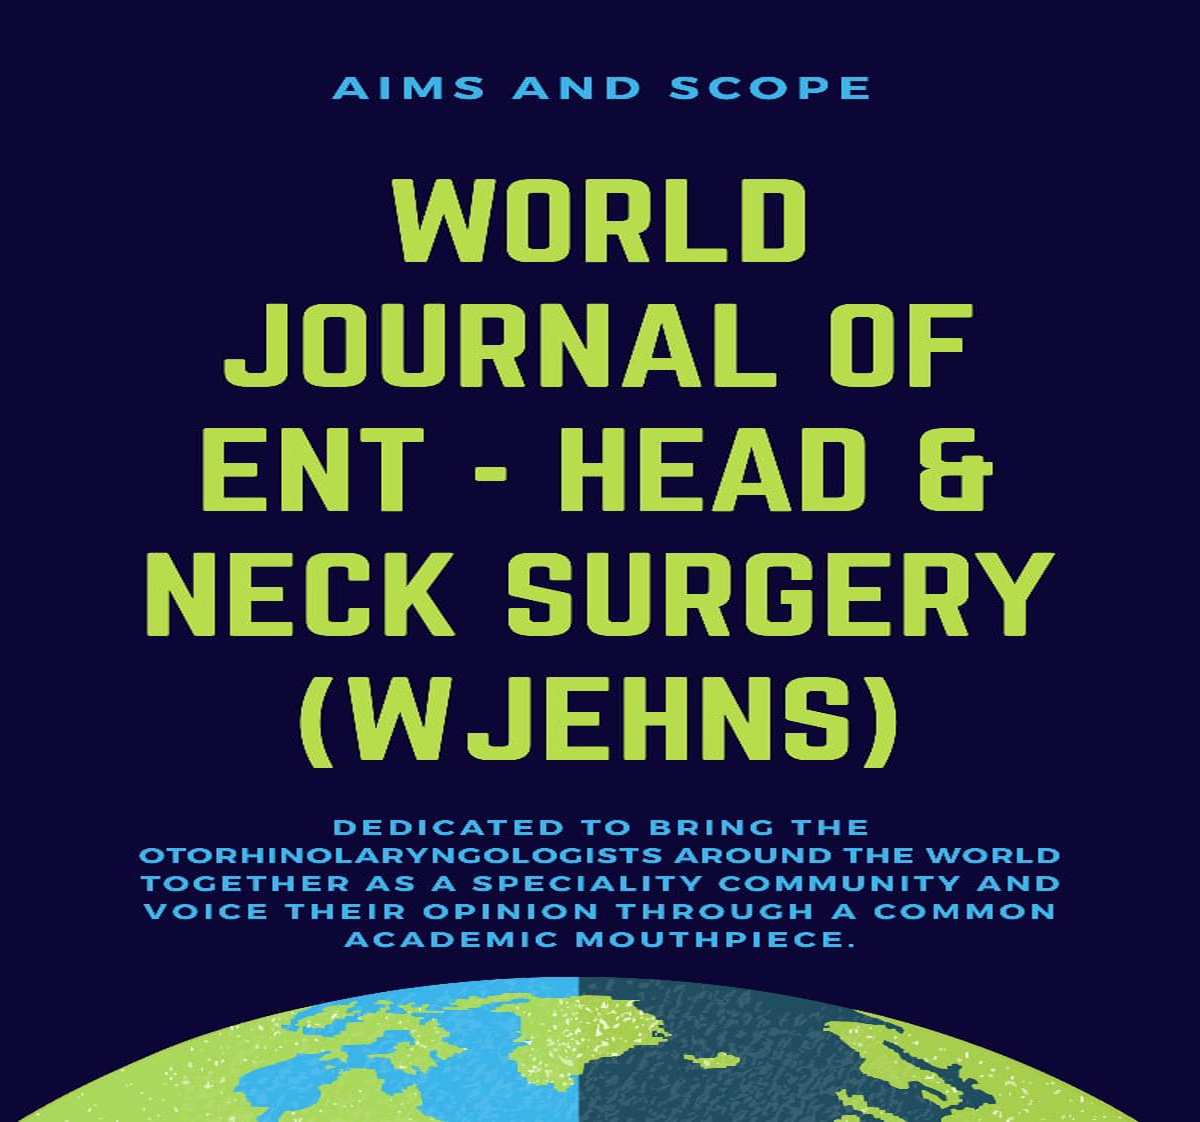 AIMS AND SCOPE
WORLD
JOURNAL OF
ENT - HEAD &
NECK SURGERY
(WJEHNS)
DEDICATED TO BRING THE
OTORHINOLARYNGOLOGISTS AROUND THE WORLD
TOGETHER AS A SPECIALITY COMMUNITY AND
VOICE THEIR OPINION THROUGH A COMMON
ACADEMIC MOUTHPIECE.